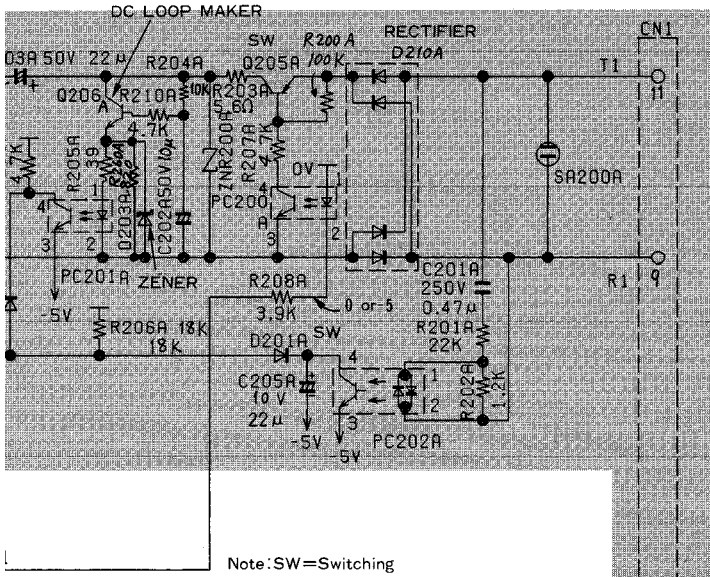 DC LOOP MAKER
RECTIFIER
CN1
03A 50V 22μ
R204A
SW
Q205A
R200A
100K
D210A
T1
11
Q206
A
R210A
10K
R203A
5.6Ω
4.7K
4.7K
R205A
39
ZNR200A
R207A
4.7K
0V
SA200A
1
4
D203A
C202A 50V 10μ
4
1
PC200
A
3
2
3
2
PC201A
ZENER
-5V
R208A
3.9K
0 or -5
C201A
250V
0.47μ
R1
9
R206A 18K
18K
D201A
SW
R201A
22K
4
C205A
10V
22μ
1
2
R202A
1.2K
3
-5V
-5V
PC202A
Note:SW=Switching